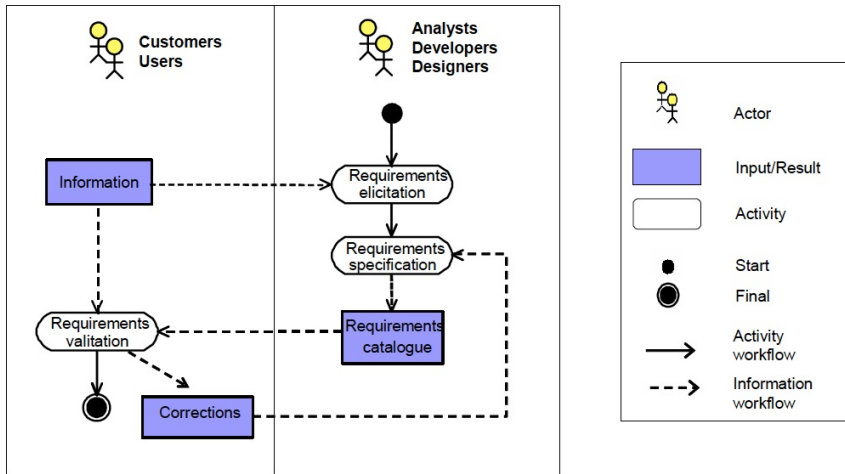 Customers
Users
Analysts
Developers
Designers
Information
Requirements
elicitation
Requirements
specification
Requirements
valitation
Requirements
catalogue
Corrections
Actor
Input/Result
Activity
Start
Final
Activity
workflow
Information
workflow